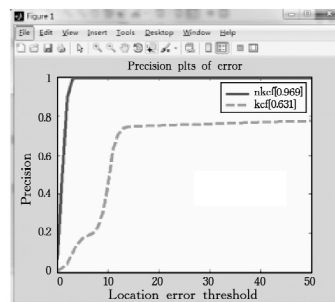 Figure 1
File Edit View Insert Tools Desktop Window Help
Precision plts of error
nkcf[0.969]
kcf[0.631]
Precision
1
0.8
0.6
0.4
0.2
0
0 10 20 30 40 50
Location error threshold